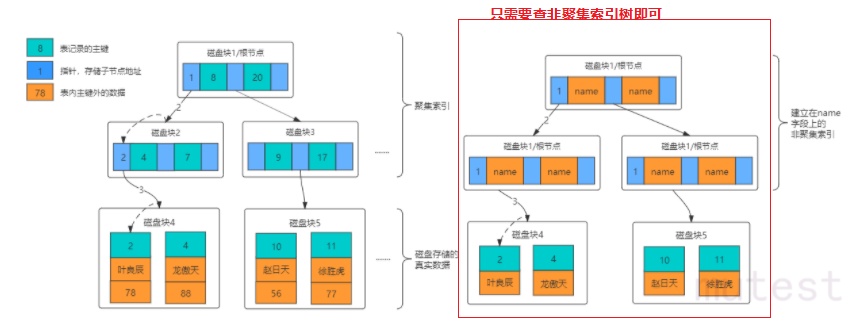 只需要查非聚集索引树即可
8 表记录的主键
1 指针，存储子节点地址
78 表内主键外的数据
磁盘块1/根节点
1 8 20
2
磁盘块2
2 4 7
磁盘块3
9 17
......
聚集索引
3
磁盘块4
2 4
叶良辰 龙傲天
78 88
磁盘块5
10 11
赵日天 徐胜虎
56 77
......
磁盘存储的
真实数据
磁盘块1/根节点
1 name name
2
磁盘块1/根节点
1 name name
磁盘块1/根节点
1 name name
建立在name
字段上的
非聚集索引
3
磁盘块4
2 4
叶良辰 龙傲天
磁盘块5
10 11
赵日天 徐胜虎